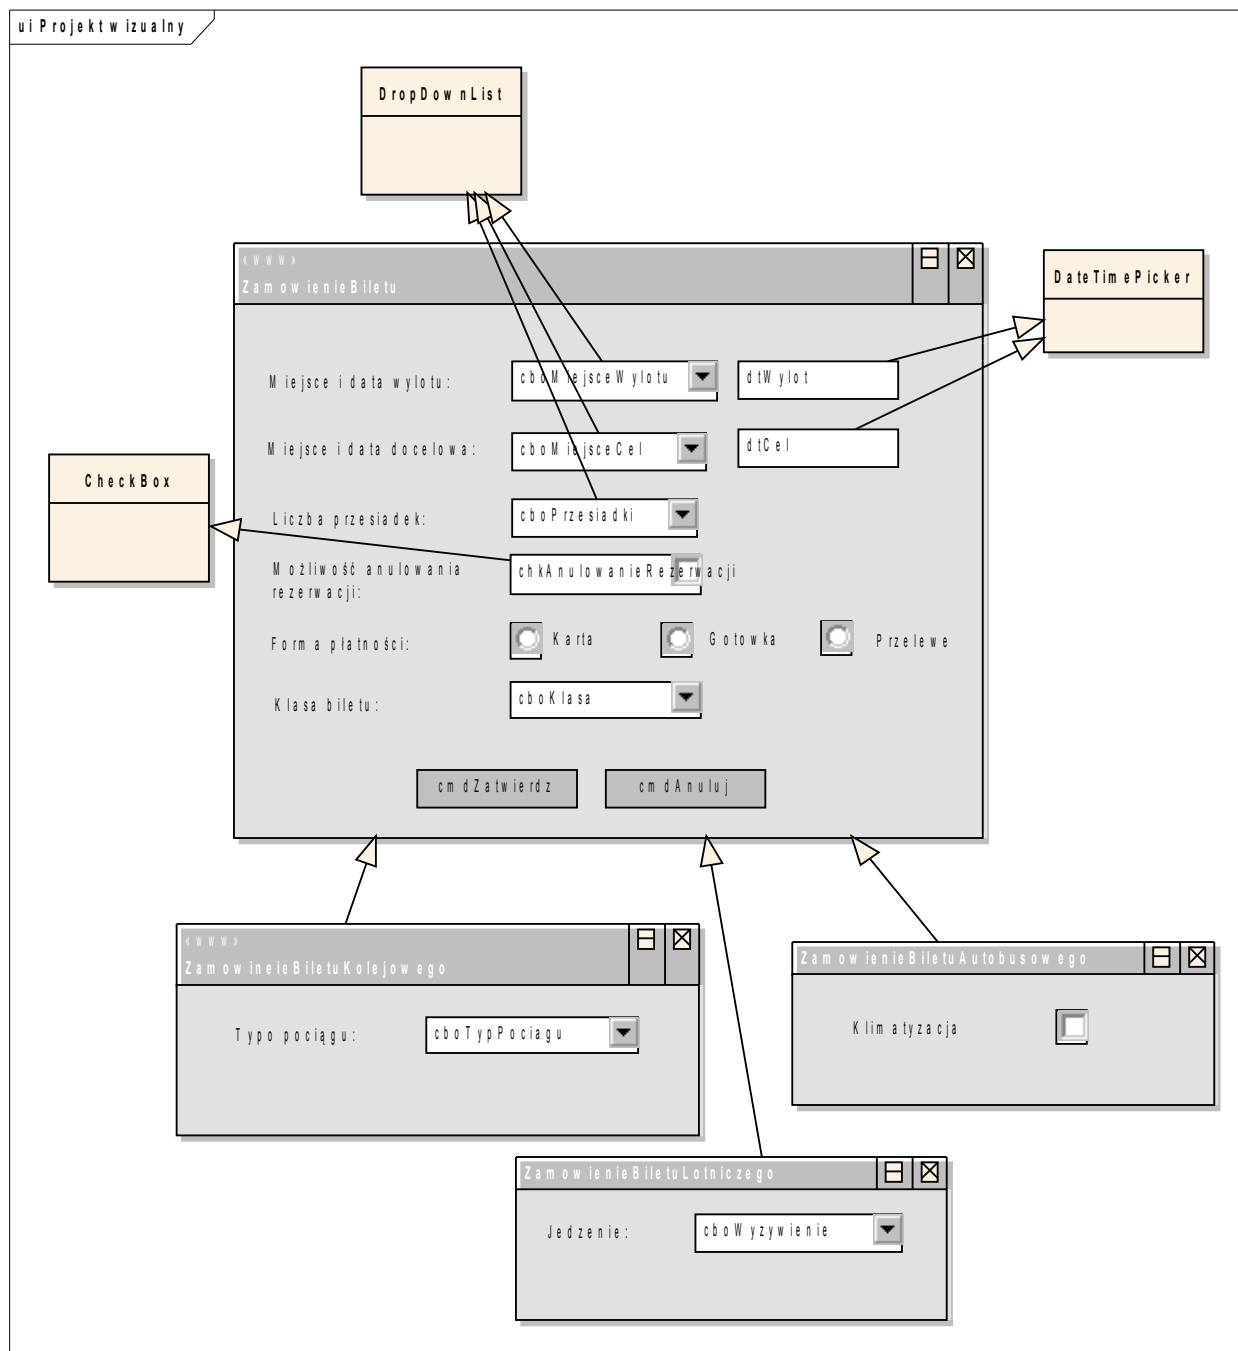 ui Projekt wizualny
DropDownList
«www»
ZamowienieBiletu
DateTimePicker
Miejsce i data wylotu:
cboMiejsceWylotu
dtWylot
Miejsce i data docelowa:
cboMiejsceCel
dtCel
CheckBox
Liczba przesiadek:
cboPrzesiadki
Możliwość anulowania
rezerwacji:
chkAnulowanieRezerwacji
Forma płatności:
Karta
Gotowka
Przelewe
Klasa biletu:
cboKlasa
cmdZatwierdz
cmdAnuluj
«www»
ZamowineieBiletuKolejowego
Typo pociągu:
cboTypPociagu
ZamowienieBiletuAutobusowego
Klimatyzacja
ZamowienieBiletuLotniczego
Jedzenie:
cboWyzywienie